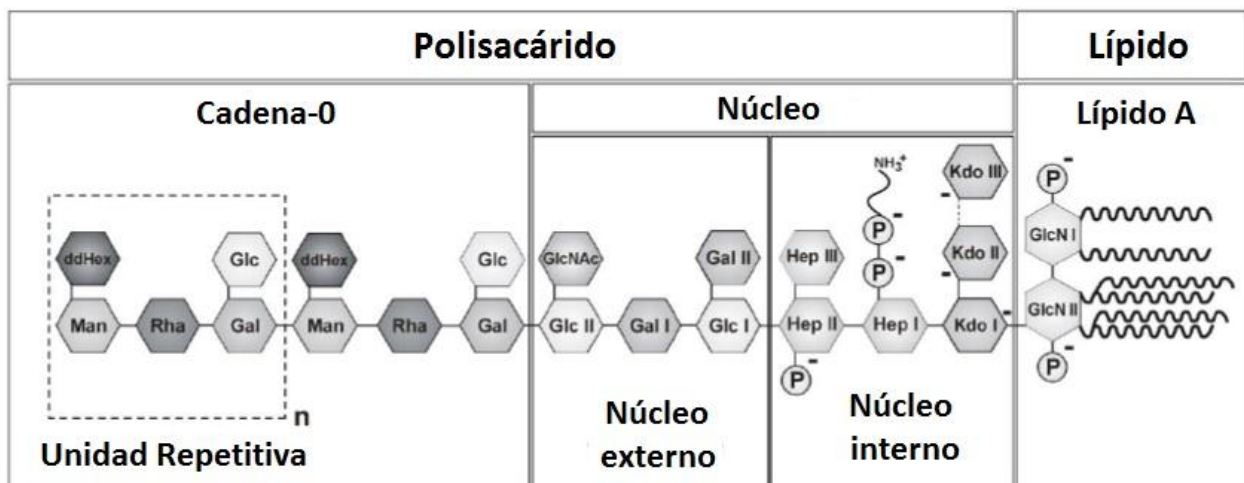 Polisacárido
Lípido
Cadena-0
Núcleo
Lípido A
NH3+
Kdo III
-
P
-
P
-
ddHex
Glc
ddHex
Glc
GlcNAc
Gal II
Hep III
P
-
Kdo II
-
GlcN I
Man
Rha
Gal
Man
Rha
Gal
Glc II
Gal I
Glc I
Hep II
Hep I
Kdo I
-
GlcN II
P
-
P
-
n
Unidad Repetitiva
Núcleo
externo
Núcleo
interno